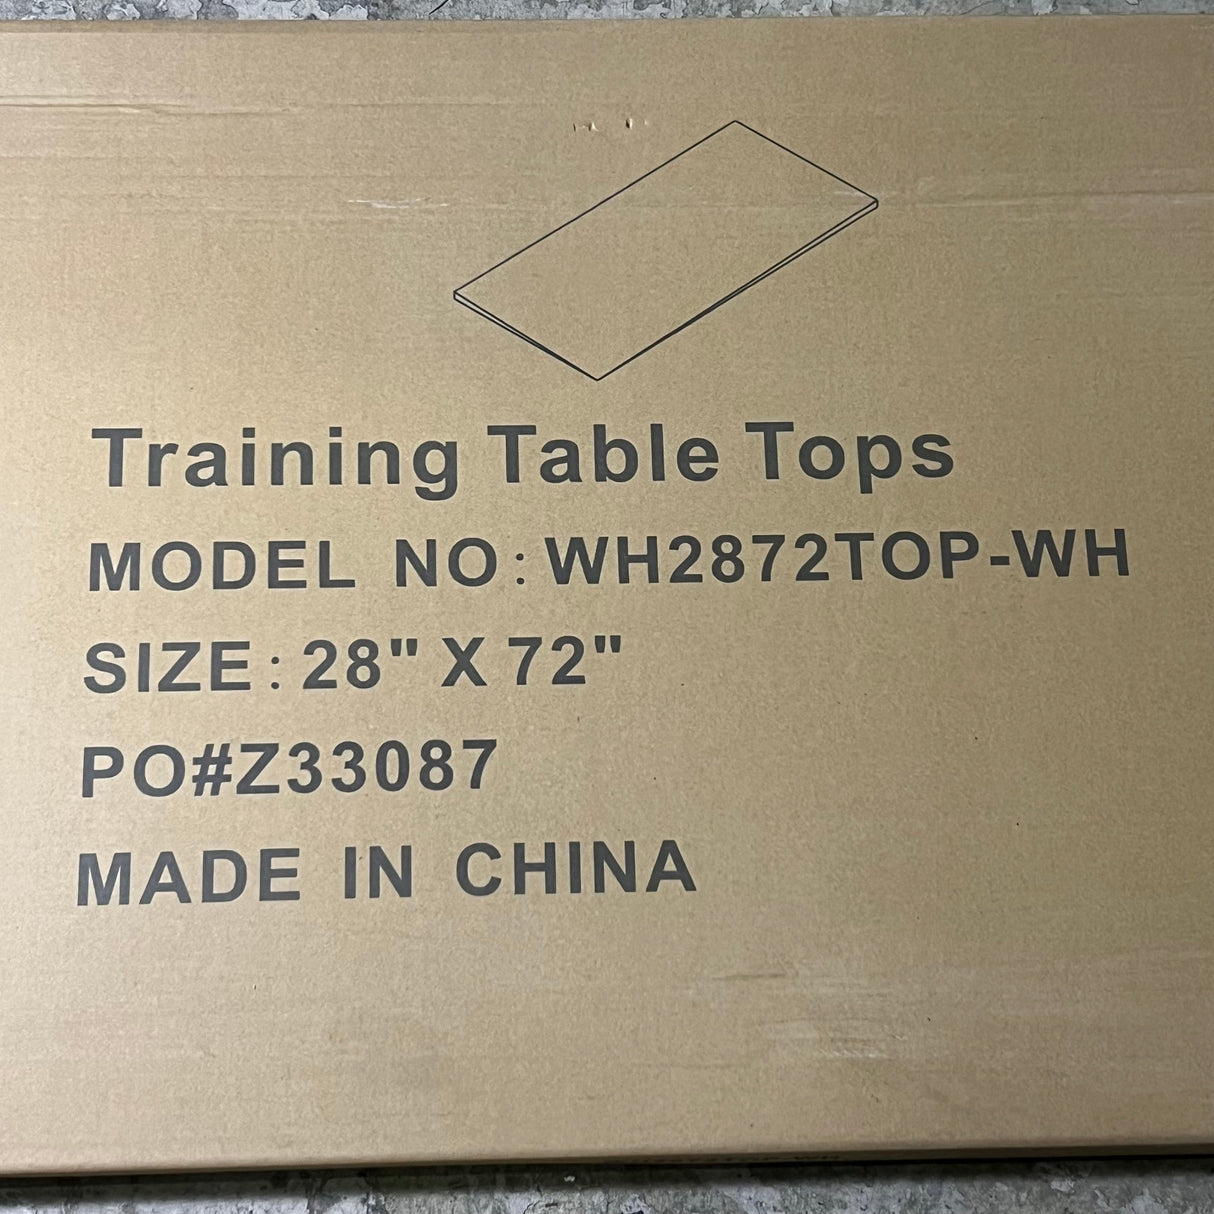 Training Table Tops
MODEL NO:WH2872TOP-WH
SIZE:28" X 72"
PO#Z33087
MADE IN CHINA